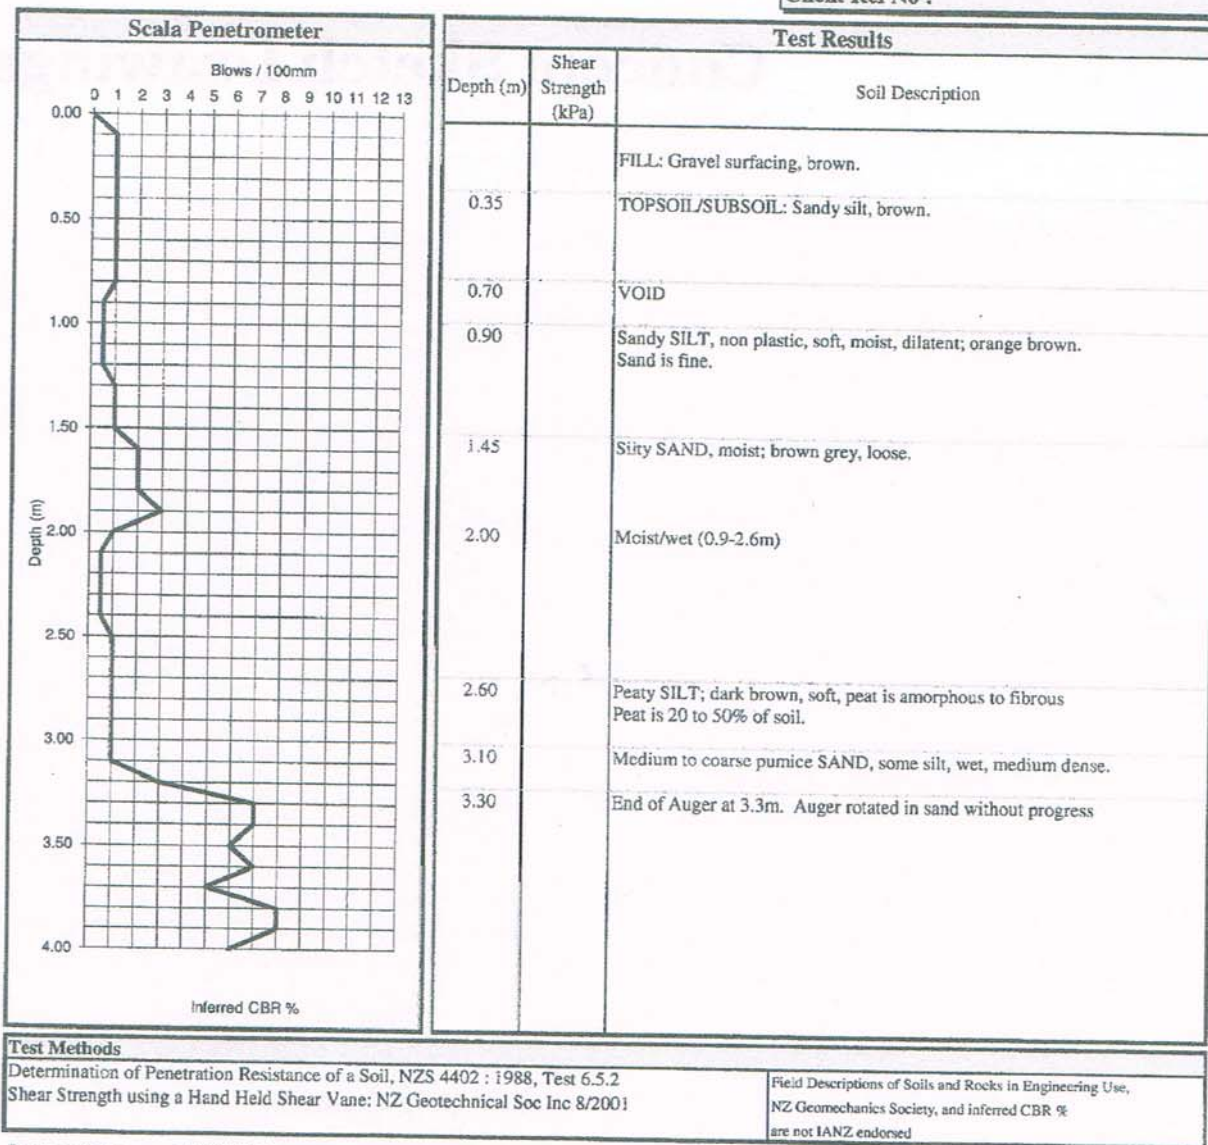 Scala Penetrometer
Blows / 100mm
0 1 2 3 4 5 6 7 8 9 10 11 12 13
0.00
0.50
1.00
1.50
2.00
2.50
3.00
3.50
4.00
Depth (m)
Inferred CBR %
Test Results
Depth (m) Shear Strength (kPa) Soil Description
FILL: Gravel surfacing, brown.
0.35 TOPSOIL/SUBSOIL: Sandy silt, brown.
0.70 VOID
0.90 Sandy SILT, non plastic, soft, moist, dilatent; orange brown.
Sand is fine.
1.45 Silty SAND, moist; brown grey, loose.
2.00 Moist/wet (0.9-2.6m)
2.60 Peaty SILT; dark brown, soft, peat is amorphous to fibrous
Peat is 20 to 50% of soil.
3.10 Medium to coarse pumice SAND, some silt, wet, medium dense.
3.30 End of Auger at 3.3m. Auger rotated in sand without progress
Test Methods
Determination of Penetration Resistance of a Soil, NZS 4402 : 1988, Test 6.5.2
Shear Strength using a Hand Held Shear Vane: NZ Geotechnical Soc Inc 8/2001
Field Descriptions of Soils and Rocks in Engineering Use,
NZ Geomechanics Society, and inferred CBR %
are not IANZ endorsed